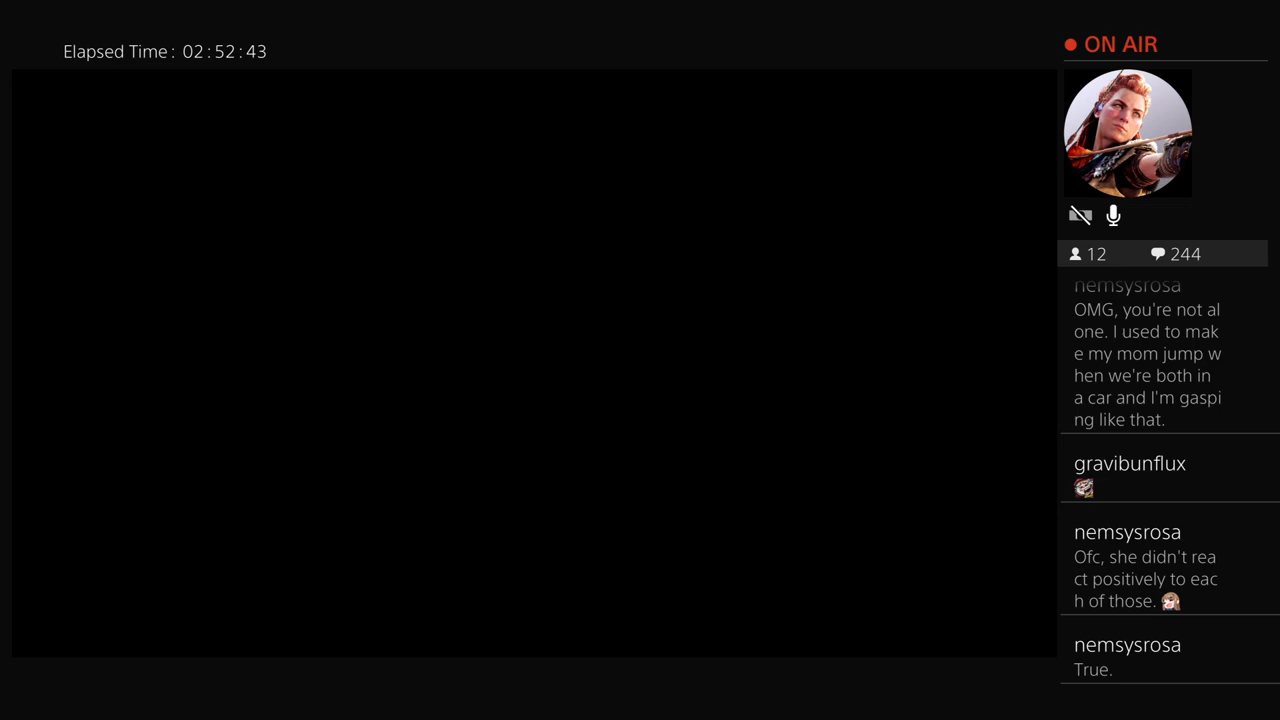 Elapsed Time : 02:52:43
ON AIR
12 244
nemsysrosa
OMG, you're not al
one. I used to mak
e my mom jump w
hen we're both in
a car and I'm gaspi
ng like that.
gravibunflux
nemsysrosa
Ofc, she didn't rea
ct positively to eac
h of those.
nemsysrosa
True.